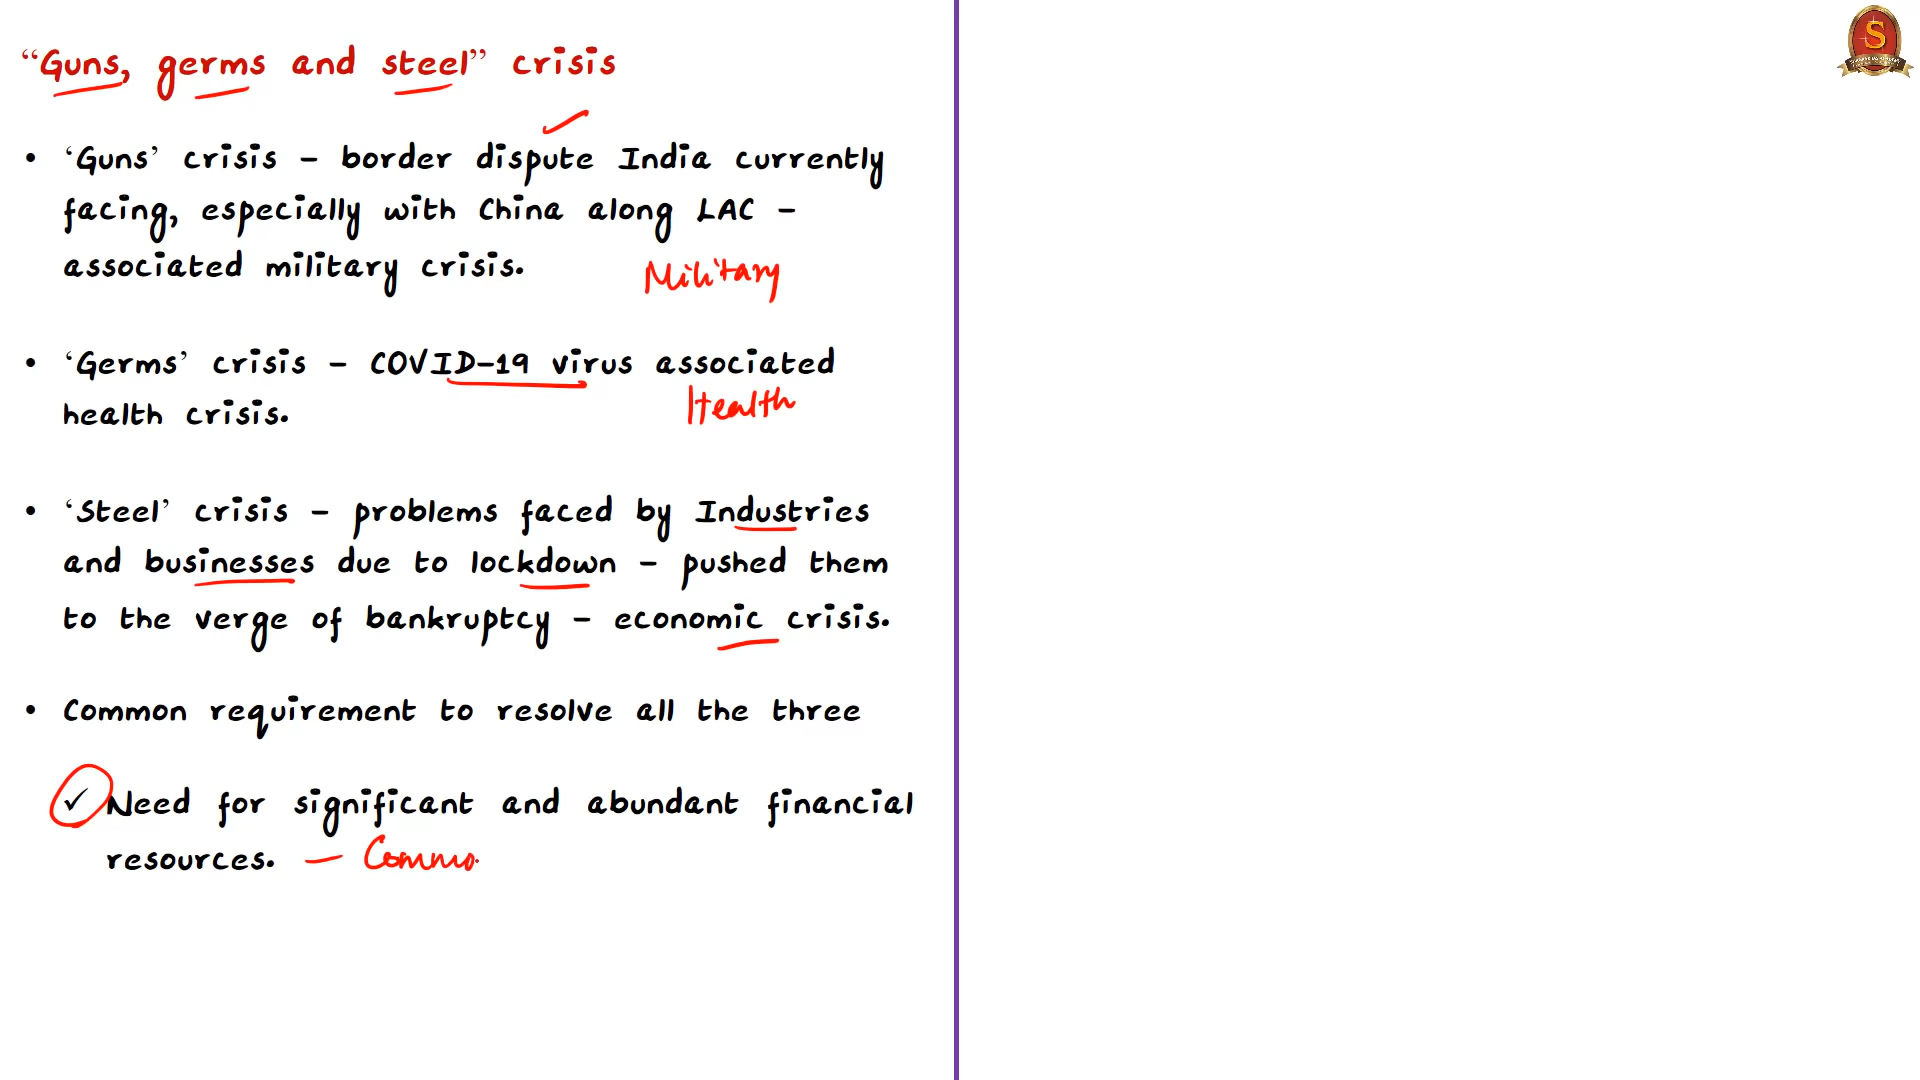 “Guns, germs and steel” crisis
• ‘Guns’ crisis – border dispute India currently
facing, especially with China along LAC –
associated military crisis.
Military
• ‘Germs’ crisis – COVID-19 virus associated
health crisis.
Health
• ‘Steel’ crisis – problems faced by Industries
and businesses due to lockdown – pushed them
to the verge of bankruptcy – economic crisis.
• Common requirement to resolve all the three
✓ Need for significant and abundant financial
resources. — Commo
S